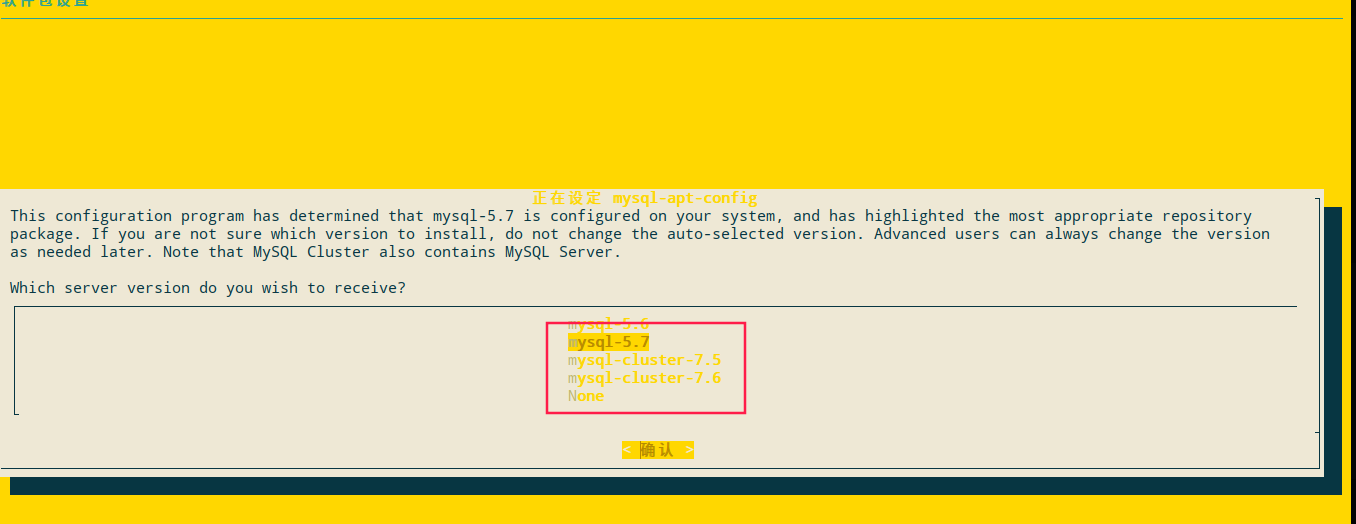 软件包设置
正在设定 mysql-apt-config
This configuration program has determined that mysql-5.7 is configured on your system, and has highlighted the most appropriate repository
package. If you are not sure which version to install, do not change the auto-selected version. Advanced users can always change the version
as needed later. Note that MySQL Cluster also contains MySQL Server.
Which server version do you wish to receive?
mysql-5.6
mysql-5.7
mysql-cluster-7.5
mysql-cluster-7.6
None
< 确认 >